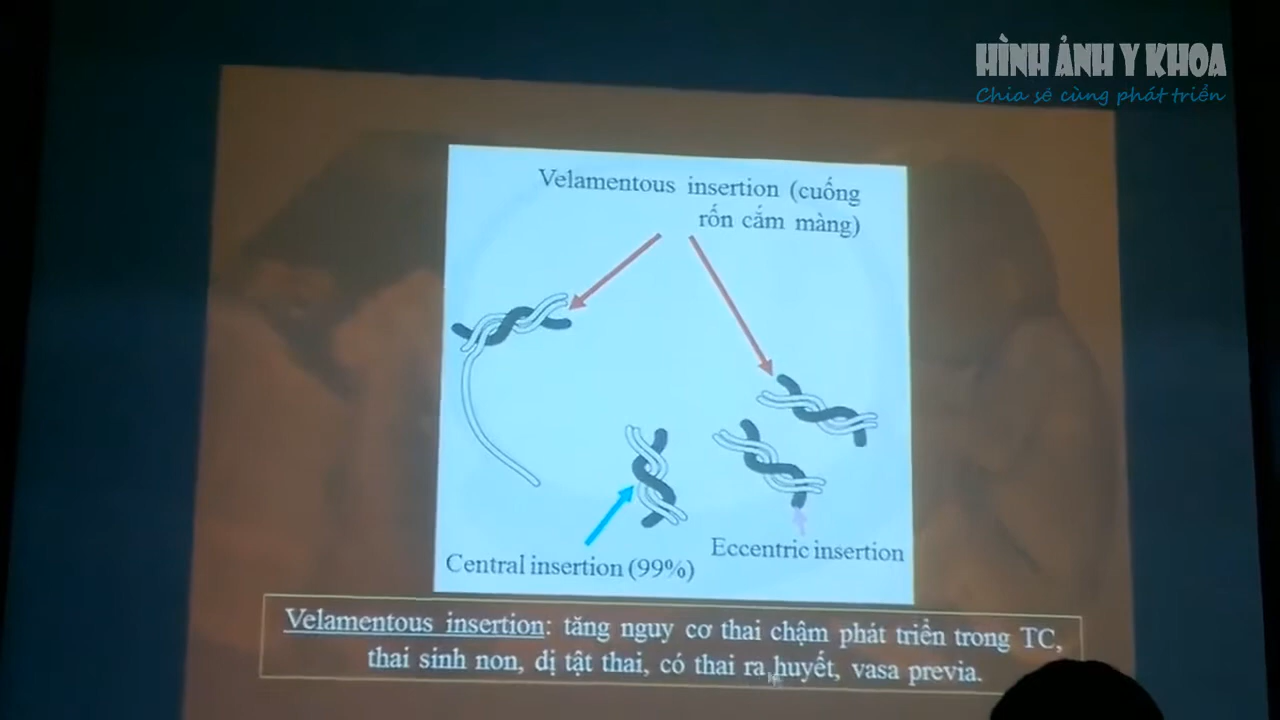 HÌNH ẢNH Y KHOA
Chia sẻ cùng phát triển
Velamentous insertion (cuống
rốn cắm màng)
Eccentric insertion
Central insertion (99%)
Velamentous insertion: tăng nguy cơ thai chậm phát triển trong TC,
thai sinh non, dị tật thai, có thai ra huyết, vasa previa.